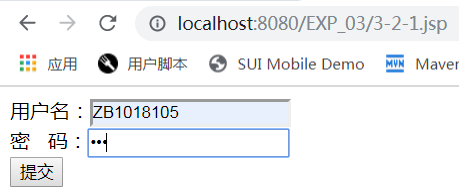 localhost:8080/EXP_03/3-2-1.jsp
应用 用户脚本 SUI Mobile Demo Maven
用户名：ZB1018105
密 码：•••
提交